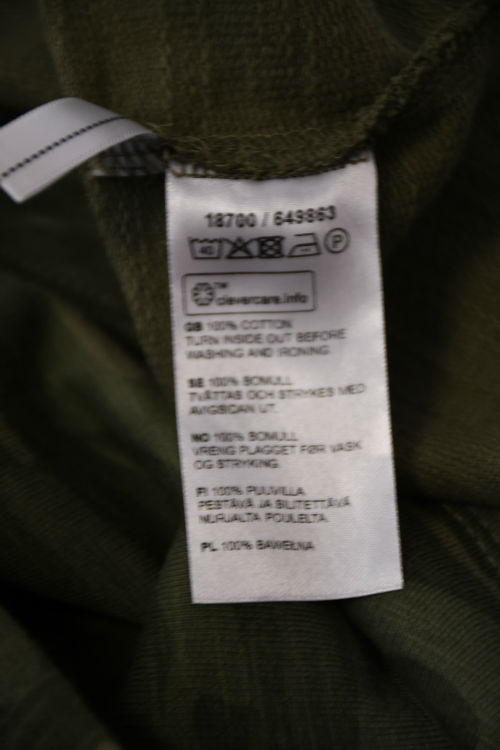 18700 / 649863
40 P
TM
clevercare.info
GB 100% COTTON
TURN INSIDE OUT BEFORE
WASHING AND IRONING
SE 100% BOMULL
TVÄTTAS OCH STRYKES MED
AVIGSIDAN UT.
NO 100% BOMULL
VRENG PLAGGET FØR VASK
OG STRYKING.
FI 100% PUUVILLA
PESTÄVÄ JA SILITETTÄVÄ
NURJALTA PUOLELTA.
PL 100% BAWEŁNA